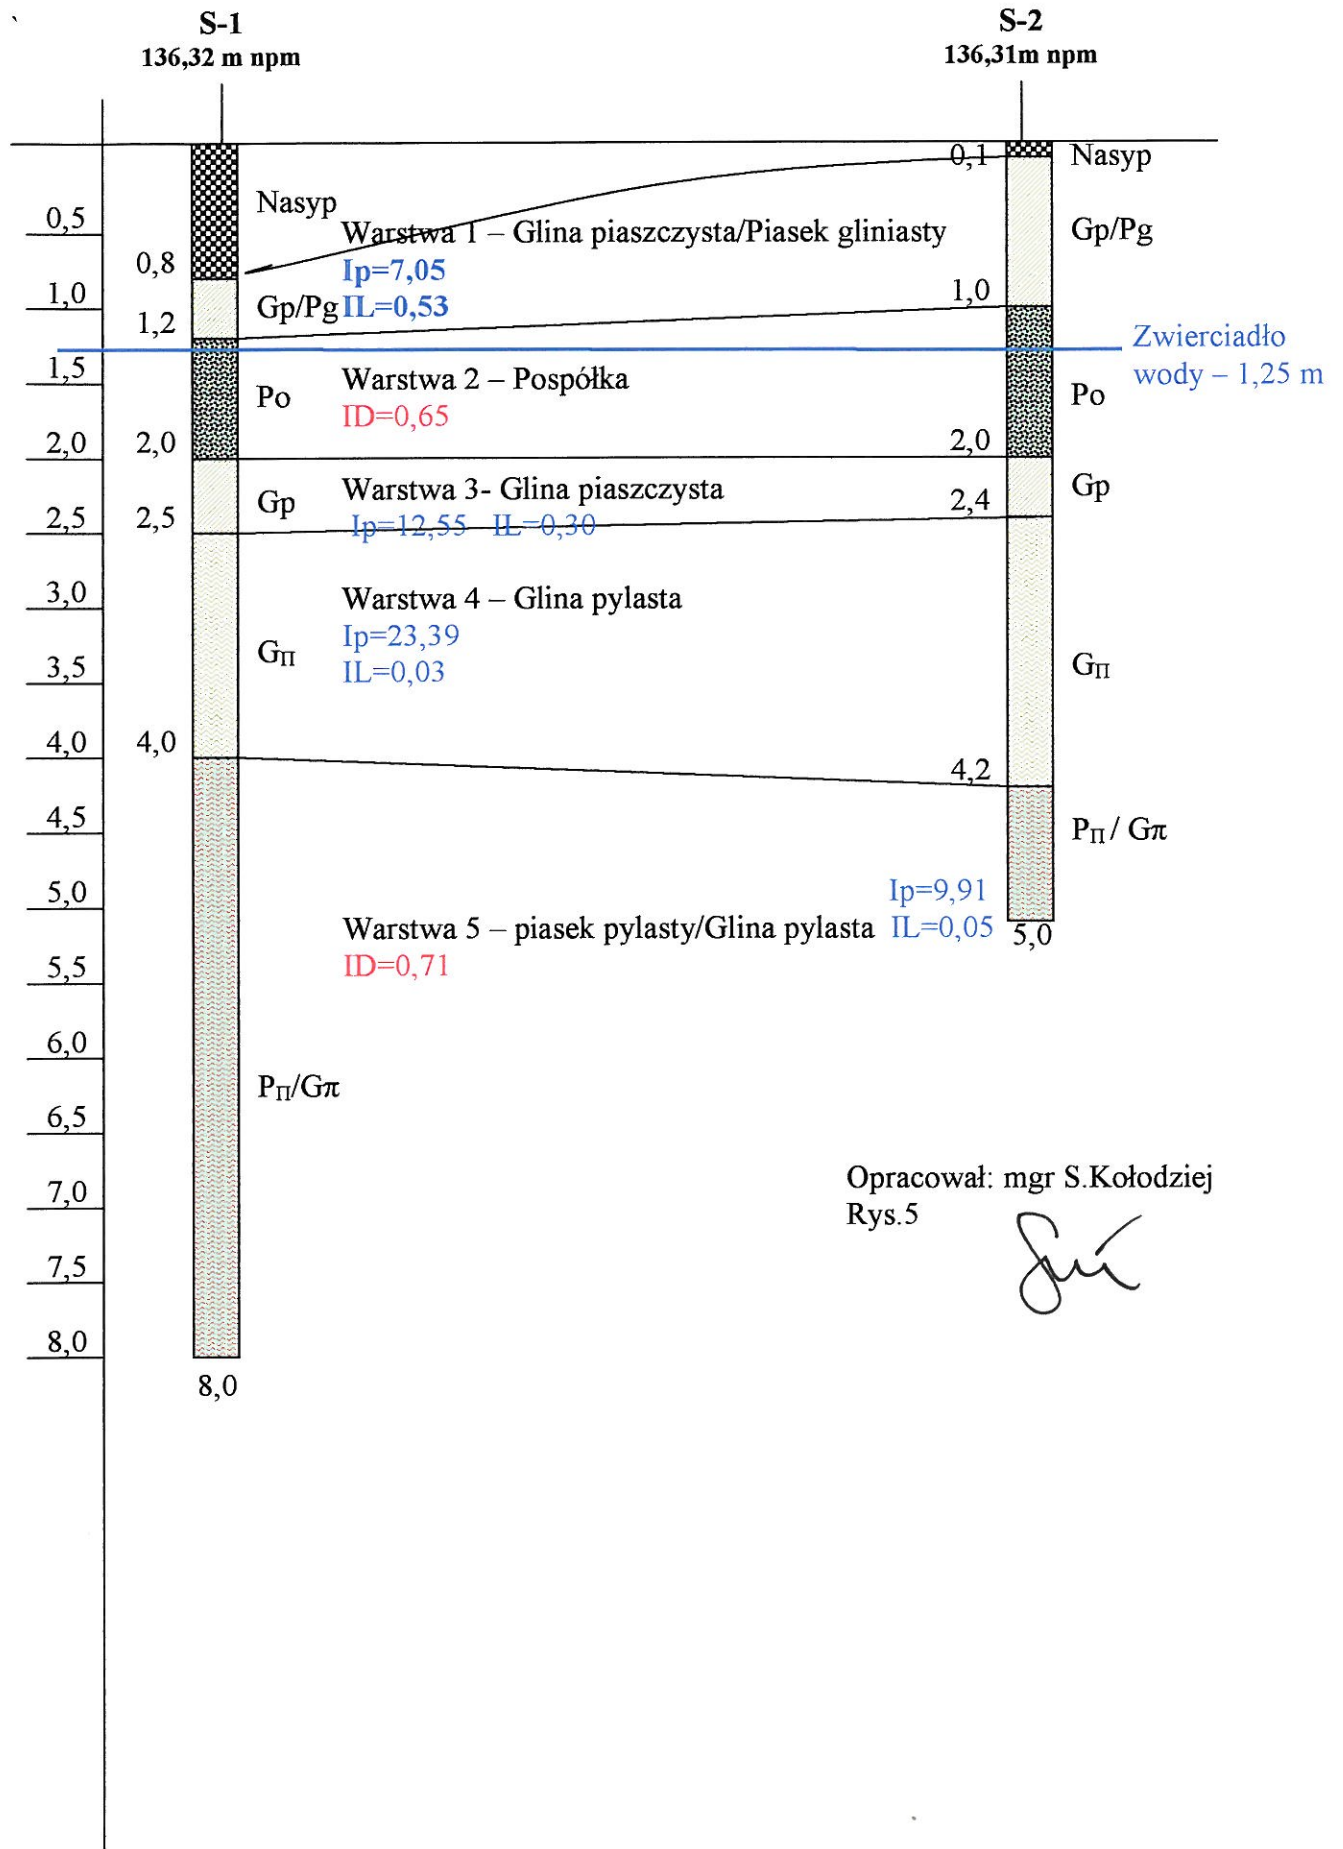 S-1
136,32 m npm
S-2
136,31m npm
0,1
Nasyp
Nasyp
0,5
Warstwa 1 – Glina piaszczysta/Piasek gliniasty
Gp/Pg
0,8
Ip=7,05
1,0
Gp/Pg
IL=0,53
1,0
1,2
Zwierciadło
wody – 1,25 m
1,5
Warstwa 2 – Pospółka
Po
Po
ID=0,65
2,0
2,0
2,0
Gp
Warstwa 3- Glina piaszczysta
Gp
2,4
2,5
2,5
Ip=12,55 IL=0,30
3,0
Warstwa 4 – Glina pylasta
Ip=23,39
GΠ
GΠ
3,5
IL=0,03
4,0
4,0
4,2
4,5
PΠ / Gπ
5,0
Ip=9,91
Warstwa 5 – piasek pylasty/Glina pylasta IL=0,05
5,0
ID=0,71
5,5
6,0
PΠ/Gπ
6,5
7,0
Opracował: mgr S.Kołodziej
Rys.5
7,5
8,0
8,0